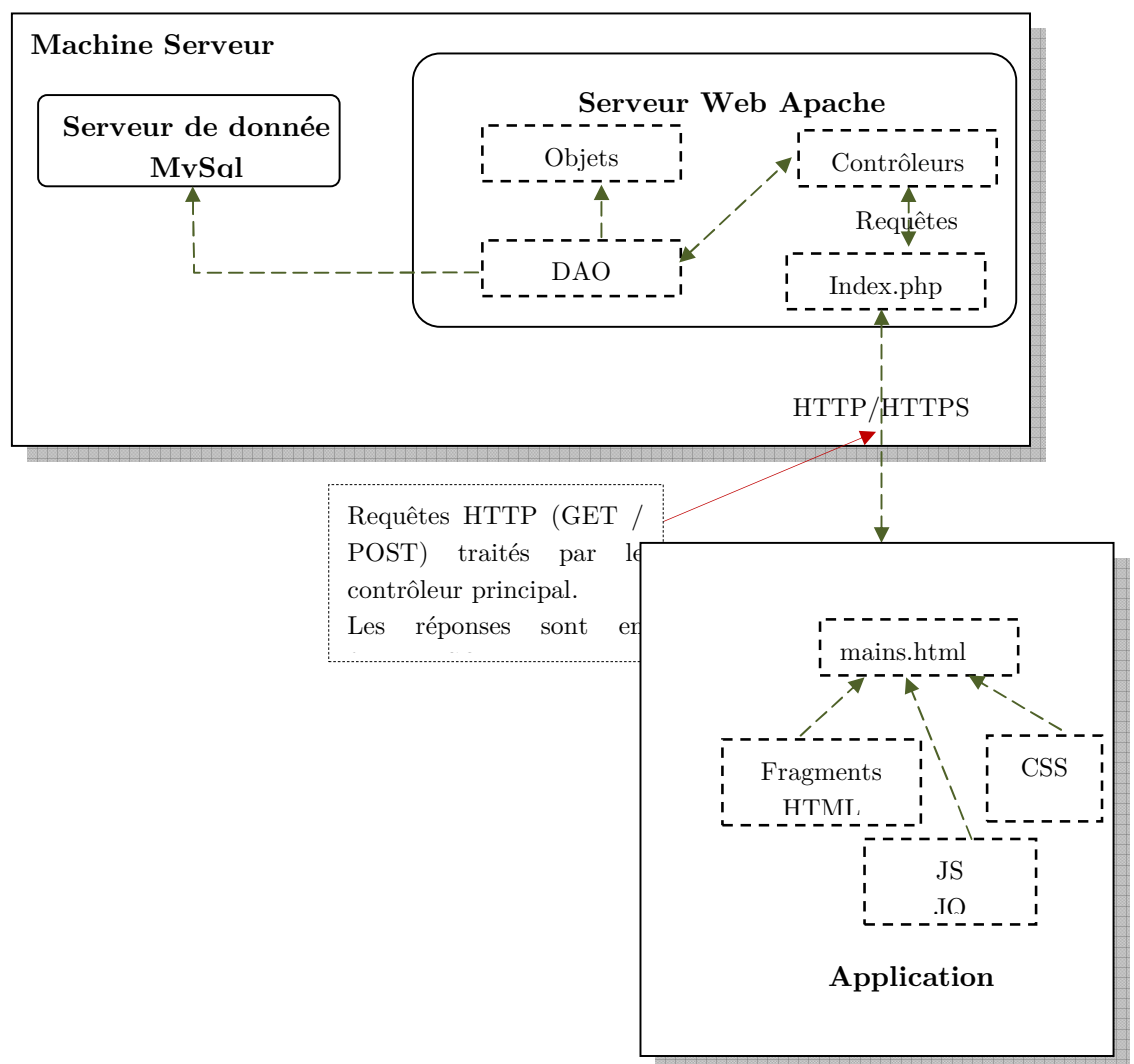 Machine Serveur
Serveur Web Apache
Serveur de donnée
MySql
Objets
Contrôleurs
Requêtes
DAO
Index.php
HTTP/HTTPS
Requêtes HTTP (GET /
POST) traités par le
contrôleur principal.
Les réponses sont en
mains.html
Fragments
HTML
CSS
JS
JQ
Application